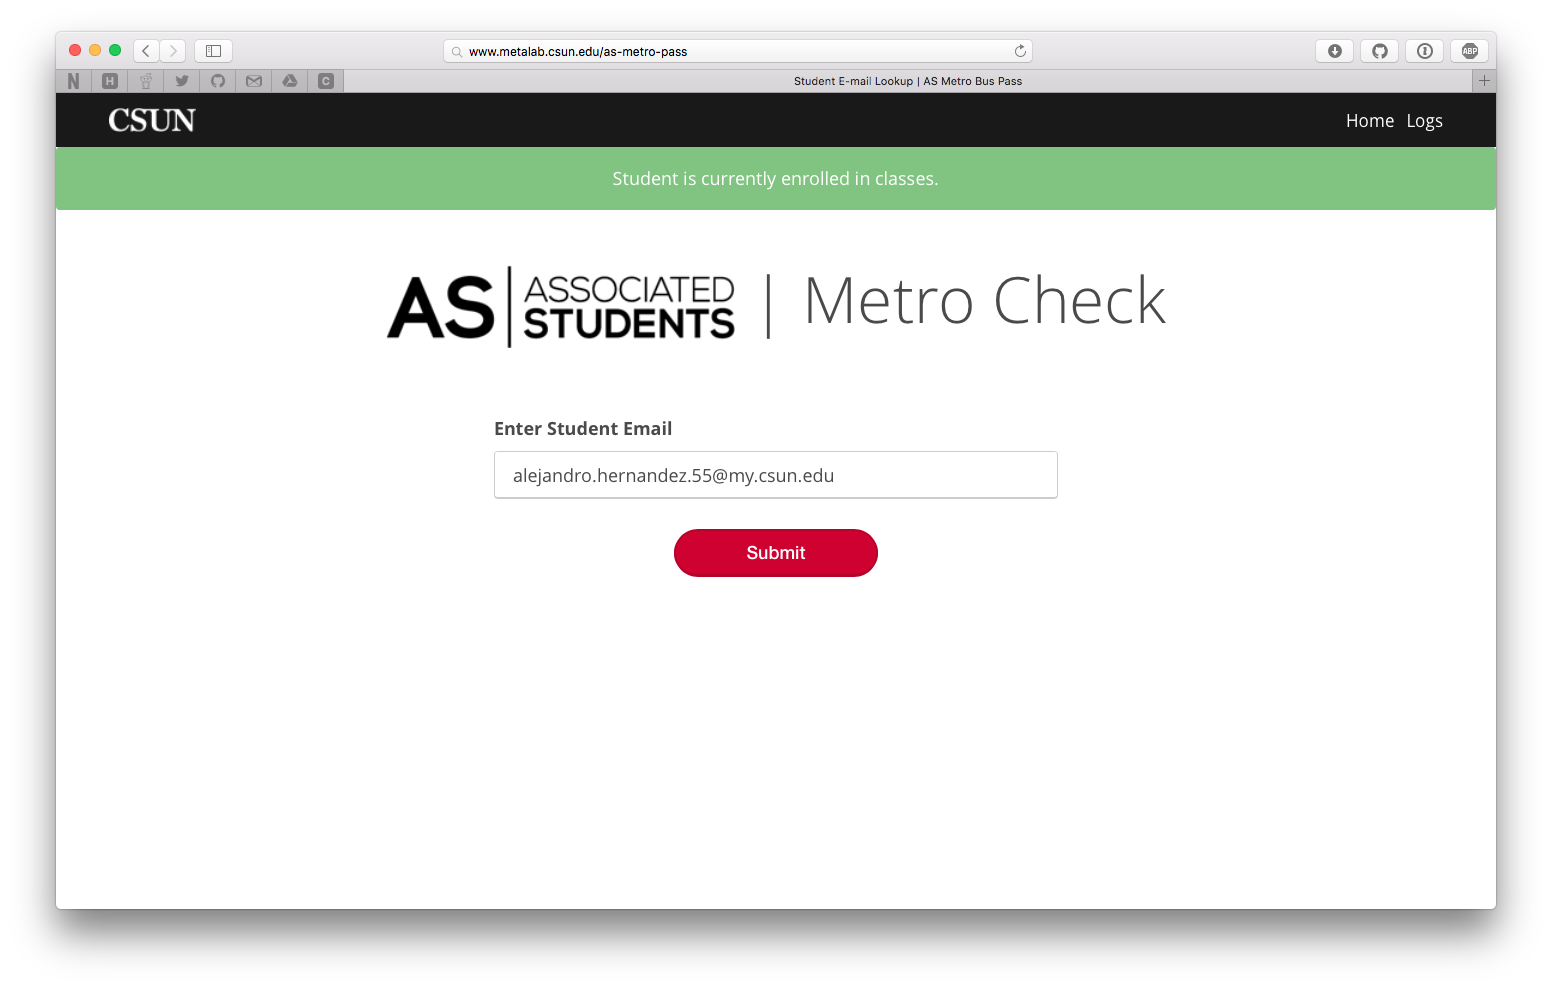 www.metalab.csun.edu/as-metro-pass
ABP
N H C
Student E-mail Lookup | AS Metro Bus Pass
CSUN
Home Logs
Student is currently enrolled in classes.
AS | ASSOCIATED STUDENTS | Metro Check
Enter Student Email
alejandro.hernandez.55@my.csun.edu
Submit